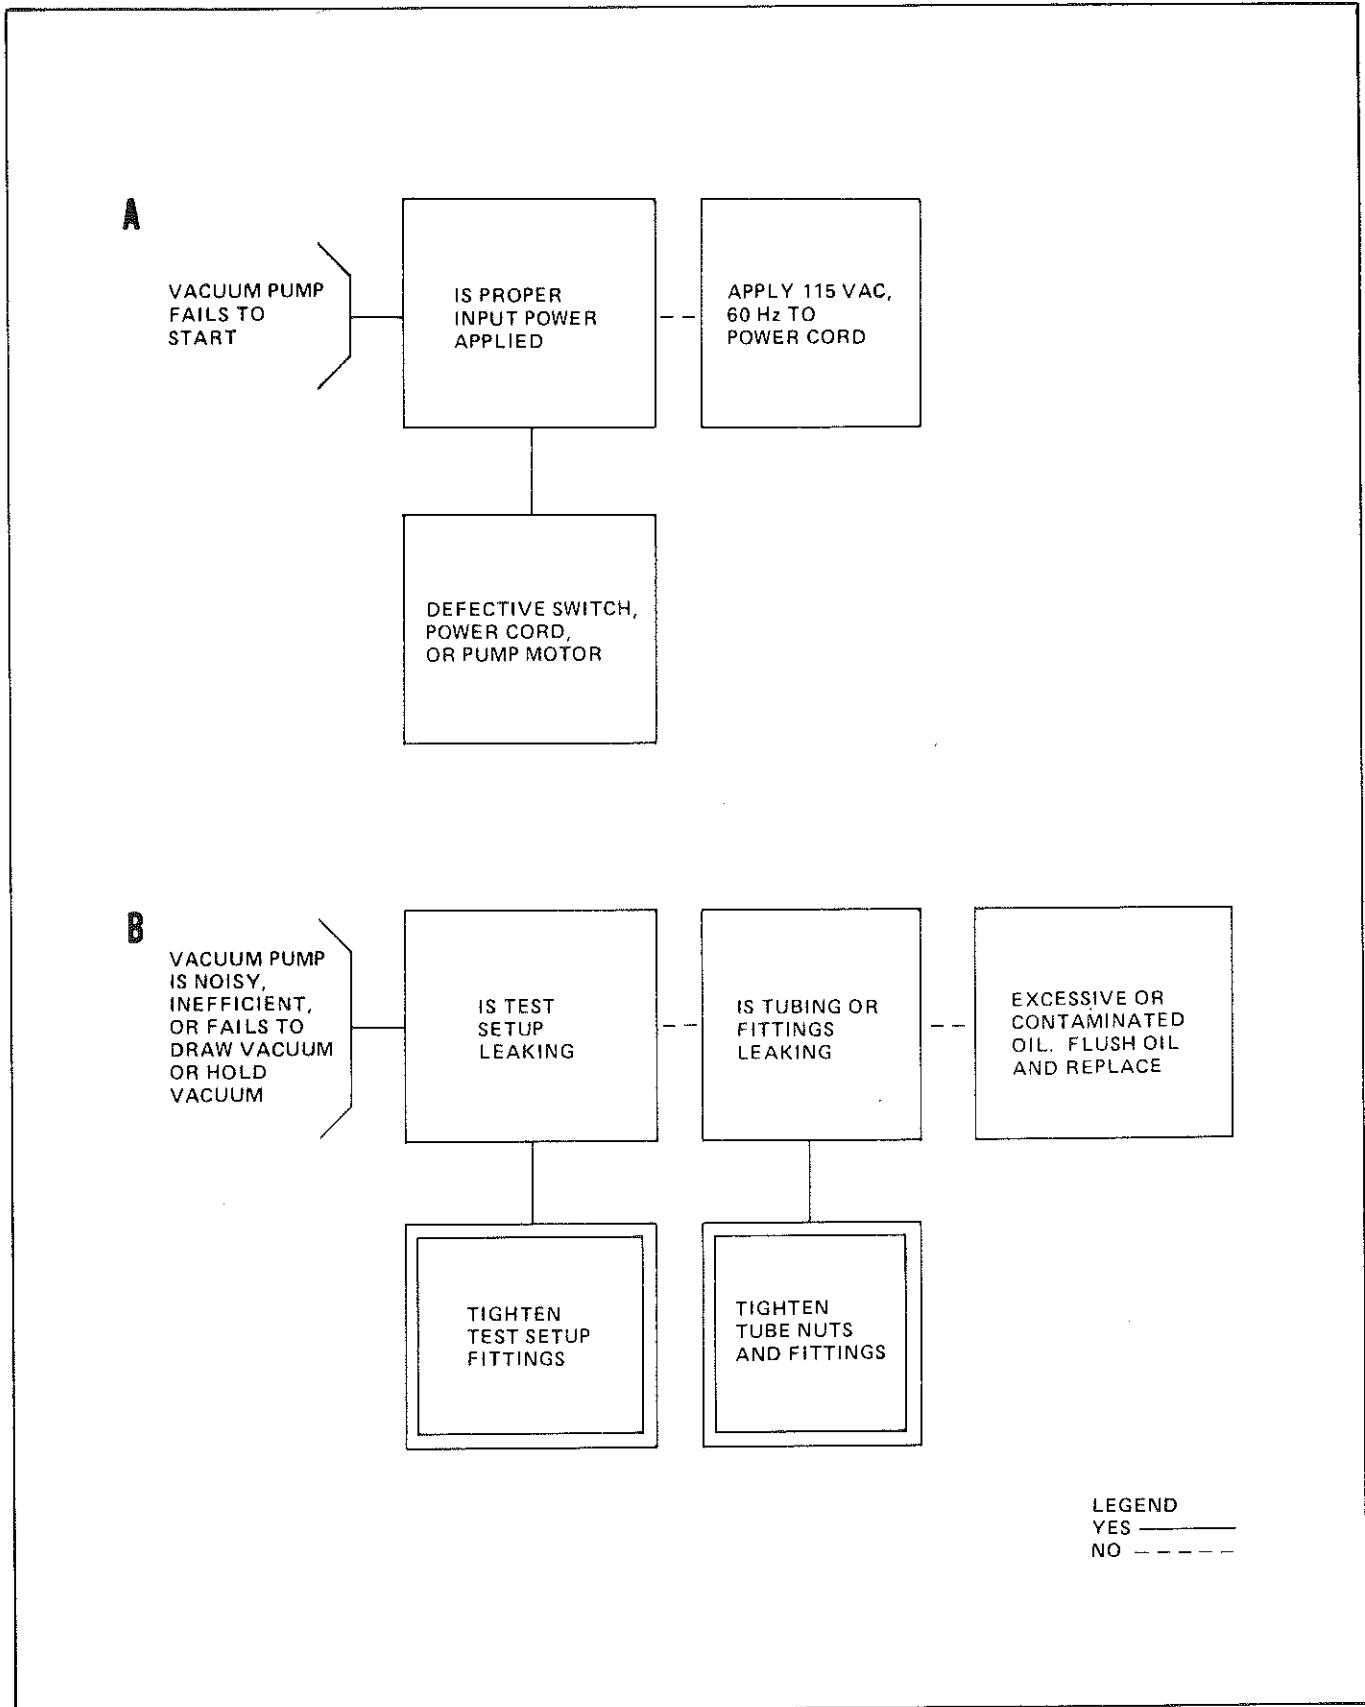 A
VACUUM PUMP
FAILS TO
START
IS PROPER
INPUT POWER
APPLIED
APPLY 115 VAC,
60 Hz TO
POWER CORD
DEFECTIVE SWITCH,
POWER CORD,
OR PUMP MOTOR
B
VACUUM PUMP
IS NOISY,
INEFFICIENT,
OR FAILS TO
DRAW VACUUM
OR HOLD
VACUUM
IS TEST
SETUP
LEAKING
IS TUBING OR
FITTINGS
LEAKING
EXCESSIVE OR
CONTAMINATED
OIL. FLUSH OIL
AND REPLACE
TIGHTEN
TEST SETUP
FITTINGS
TIGHTEN
TUBE NUTS
AND FITTINGS
LEGEND
YES
NO